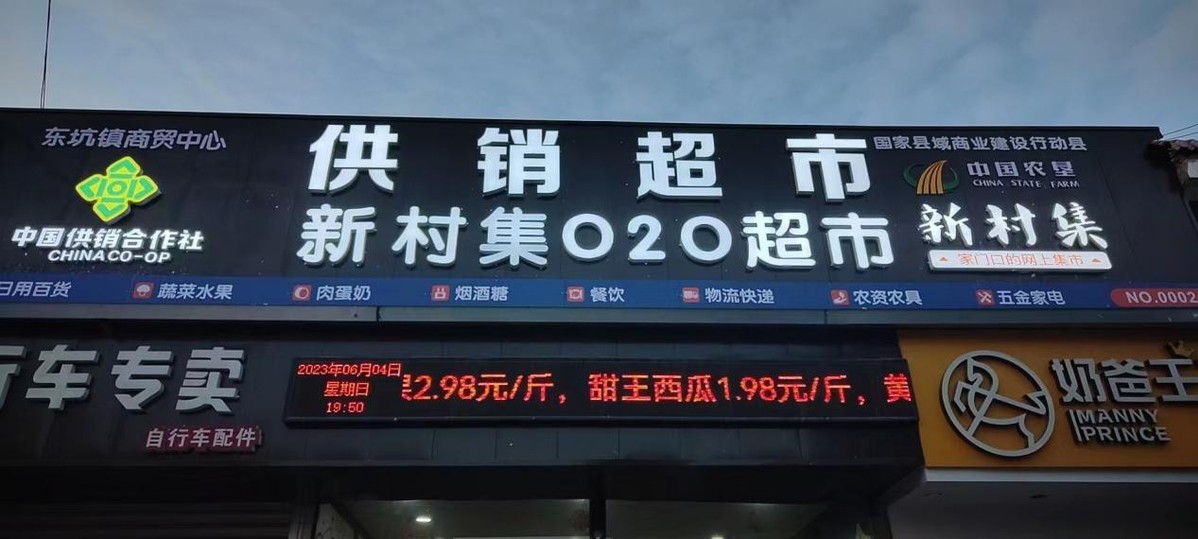 东坑镇商贸中心
中国供销合作社
CHINA CO-OP
供销超市
新村集O2O超市
国家县域商业建设行动县
中国农垦
CHINA STATE FARM
新村集
家门口的网上集市
日用百货 蔬菜水果 肉蛋奶 烟酒糖 餐饮 物流快递 农资农具 五金家电 NO.0002
行车专卖
自行车配件
2023年06月04日
星期日
19:50
2.98元/斤，甜王西瓜1.98元/斤，黄
奶爸王
MANNY
PRINCE